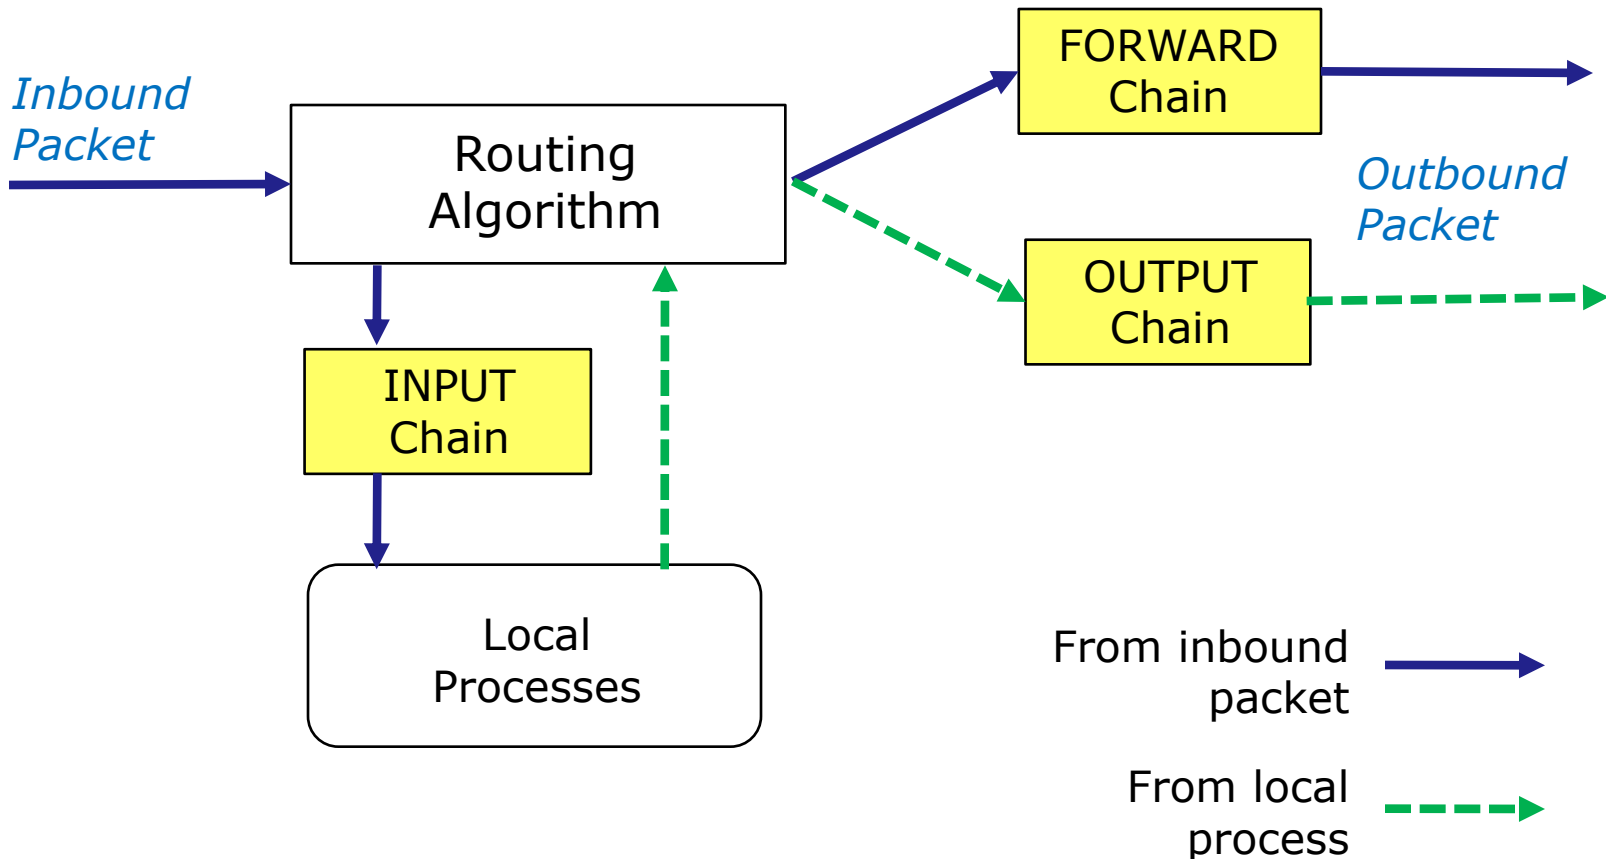 Inbound
Packet
Routing
Algorithm
FORWARD
Chain
Outbound
Packet
OUTPUT
Chain
INPUT
Chain
Local
Processes
From inbound
packet
From local
process